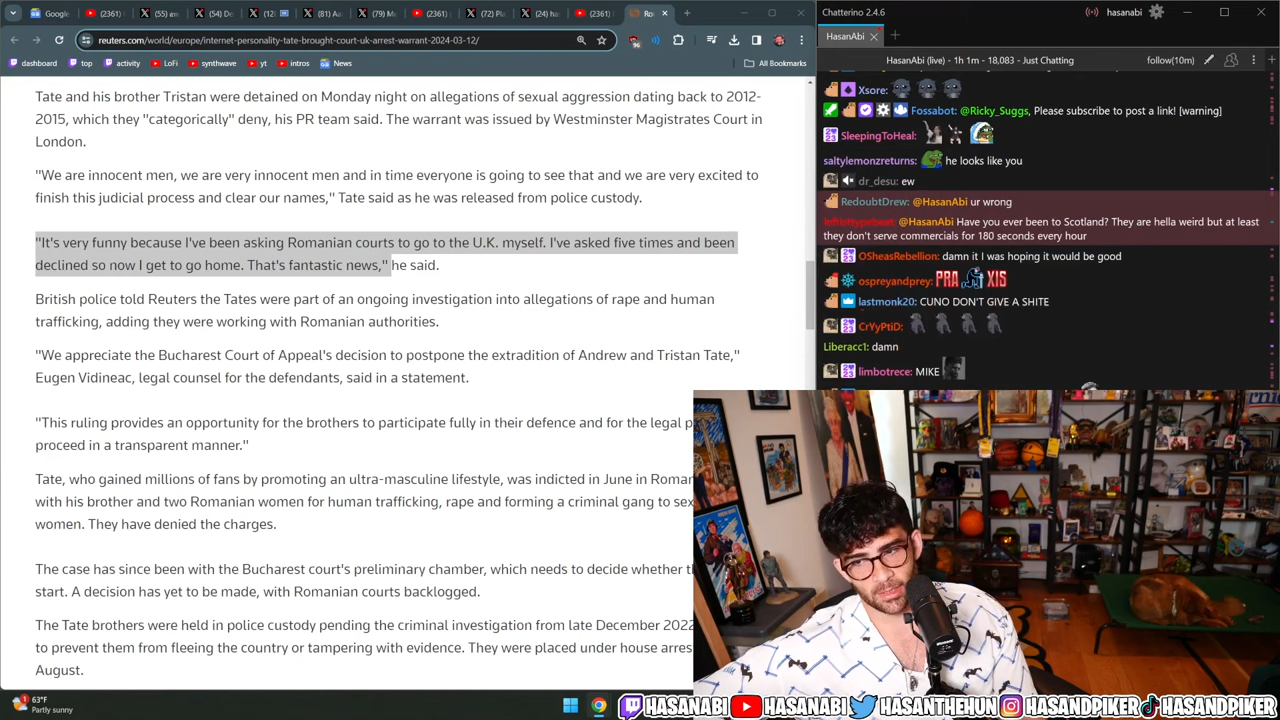 Google
(2361)
(55)
(54) De
(12
(81) Aa
(79) M
(2361)
(72) Pl
(24) ha
(2361)
Ro
reuters.com/world/europe/internet-personality-tate-brought-court-uk-arrest-warrant-2024-03-12/
dashboard
top
activity
LoFi
synthwave
yt
intros
News
All Bookmarks
Tate and his brother Tristan were detained on Monday night on allegations of sexual aggression dating back to 2012-
2015, which they "categorically" deny, his PR team said. The warrant was issued by Westminster Magistrates Court in
London.
"We are innocent men, we are very innocent men and in time everyone is going to see that and we are very excited to
finish this judicial process and clear our names," Tate said as he was released from police custody.
"It's very funny because I've been asking Romanian courts to go to the U.K. myself. I've asked five times and been
declined so now I get to go home. That's fantastic news," he said.
British police told Reuters the Tates were part of an ongoing investigation into allegations of rape and human
trafficking, adding they were working with Romanian authorities.
"We appreciate the Bucharest Court of Appeal's decision to postpone the extradition of Andrew and Tristan Tate,"
Eugen Vidineac, legal counsel for the defendants, said in a statement.
"This ruling provides an opportunity for the brothers to participate fully in their defence and for the legal p
proceed in a transparent manner."
Tate, who gained millions of fans by promoting an ultra-masculine lifestyle, was indicted in June in Roman
with his brother and two Romanian women for human trafficking, rape and forming a criminal gang to sex
women. They have denied the charges.
The case has since been with the Bucharest court's preliminary chamber, which needs to decide whether th
start. A decision has yet to be made, with Romanian courts backlogged.
The Tate brothers were held in police custody pending the criminal investigation from late December 2022
to prevent them from fleeing the country or tampering with evidence. They were placed under house arres
August.
63°F
Partly sunny
Chatterino 2.4.6
hasanabi
HasanAbi
HasanAbi (live) - 1h 1m - 18,083 - Just Chatting
follow(10m)
Xsore:
Fossabot: @Ricky_Suggs, Please subscribe to post a link! [warning]
SleepingToHeal:
saltylemonzreturns: he looks like you
dr_desu: ew
RedoubtDrew: @HasanAbi ur wrong
@HasanAbi Have you ever been to Scotland? They are hella weird but at least
they don't serve commercials for 180 seconds every hour
OSheasRebellion: damn it I was hoping it would be good
ospreyandprey: PRA XIS
lastmonk20: CUNO DON'T GIVE A SHITE
CrYyPtiD:
Liberacc1: damn
limbotrece: MIKE
HASANABI HASANABI HASANTHEHUN HASANDPIKER HASANDPIKER